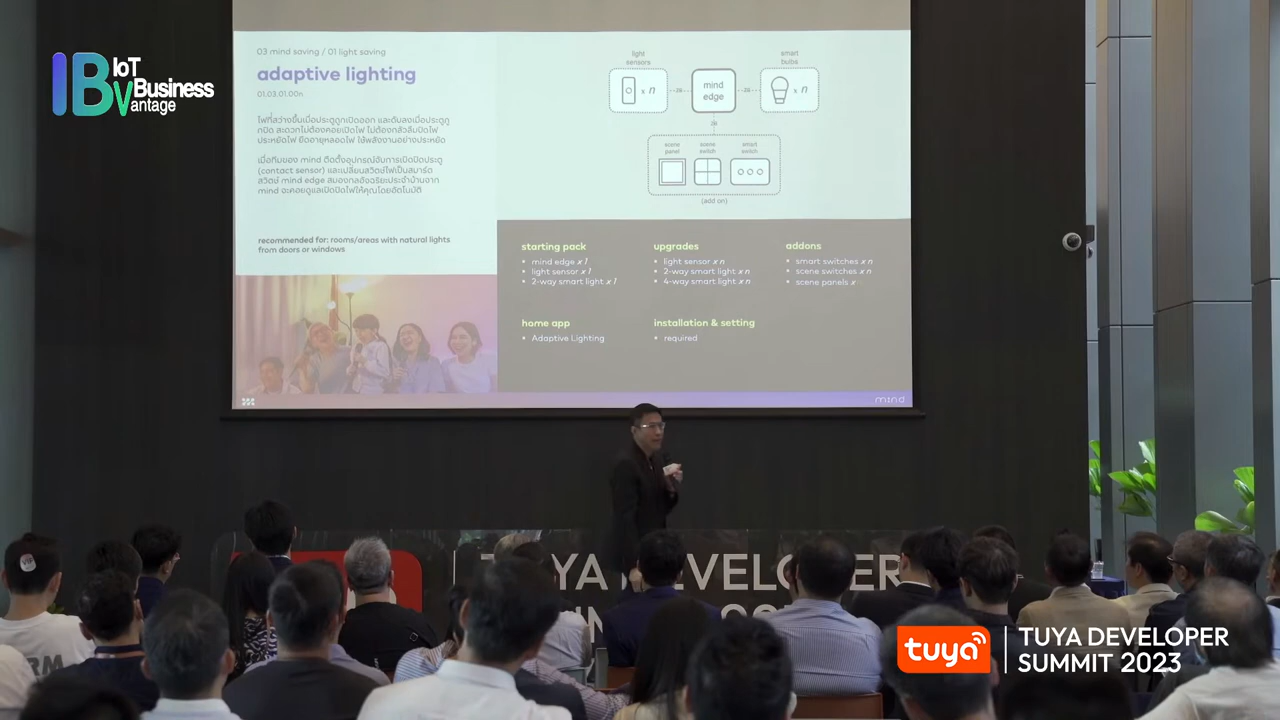 IBV
IoT
Business
Vantage
03 mind saving / 01 light saving
adaptive lighting
01.03.01.00n
ไฟที่สว่างขึ้นเมื่อประตูถูกเปิดออก และดับลงเมื่อประตูถู
กปิด สะดวกไม่ต้องคอยเปิดไฟ ไม่ต้องกลัวลืมปิดไฟ
ประหยัดไฟ ยืดอายุหลอดไฟ ใช้พลังงานอย่างประหยัด
เมื่อทีมของ mind ติดตั้งอุปกรณ์จับการเปิดปิดประตู
(contact sensor) และเปลี่ยนสวิตช์ไฟเป็นสมาร์ต
สวิตช์ mind edge สมองกลอัจฉริยะประจำบ้านจาก
mind จะคอยดูแลเปิดปิดไฟให้คุณโดยอัตโนมัติ
recommended for: rooms/areas with natural lights
from doors or windows
light
sensors
x n
mind
edge
smart
bulbs
x n
scene
panel
scene
switch
smart
switch
(add on)
starting pack
• mind edge x 1
• light sensor x 1
• 2-way smart light x 1
upgrades
• light sensor x n
• 2-way smart light x n
• 4-way smart light x n
addons
• smart switches x n
• scene switches x n
• scene panels x
home app
• Adaptive Lighting
installation & setting
• required
mind
TUYA DEVELOPER
tuya
TUYA DEVELOPER
SUMMIT 2023